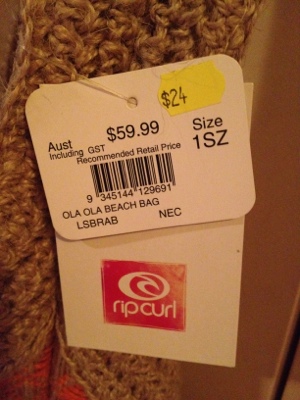 $24
Aust $59.99 Size
Including GST 1SZ
Recommended Retail Price
9 345144 129691
OLA OLA BEACH BAG
LSBRAB NEC
rip curl